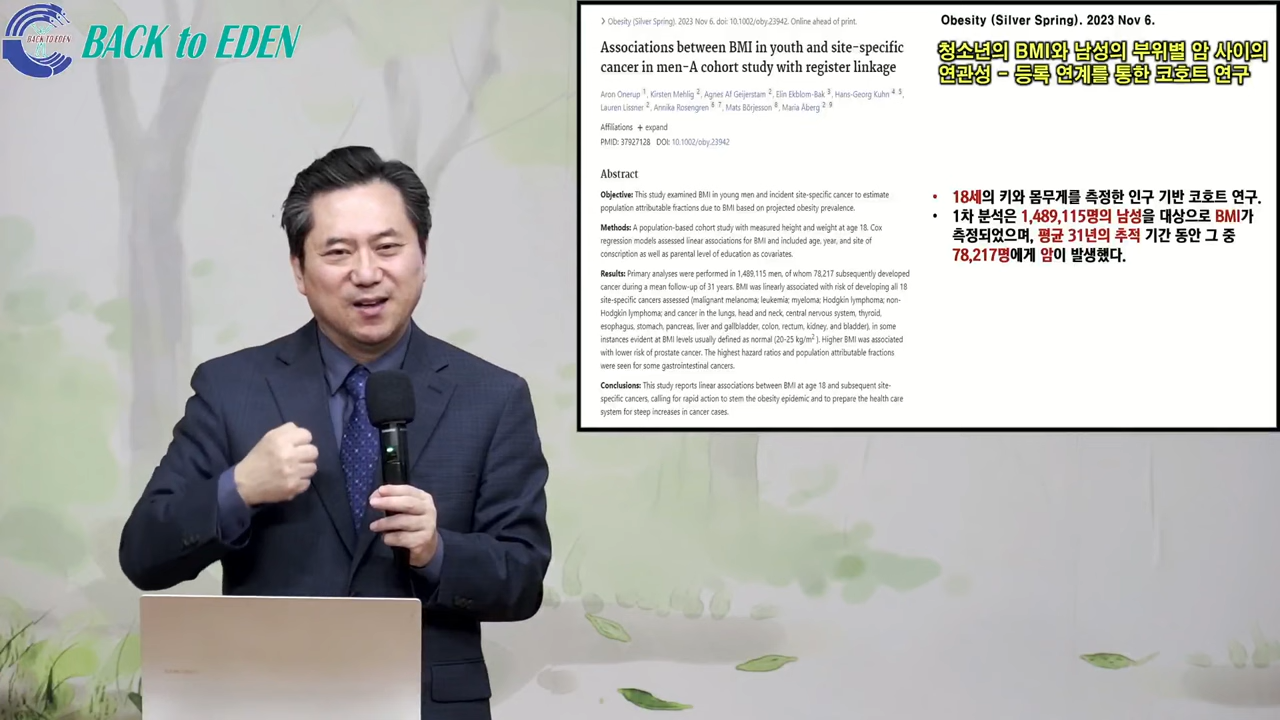 BACK TO EDEN
BACK to EDEN
Obesity (Silver Spring). 2023 Nov 6. doi: 10.1002/oby.23942. Online ahead of print.
Associations between BMI in youth and site-specific
cancer in men-A cohort study with register linkage
Aron Onerup 1, Kirsten Mehlig 2, Agnes Af Geijerstam 2, Elin Ekblom-Bak 3, Hans-Georg Kuhn 4 5,
Lauren Lissner 2, Annika Rosengren 6 7, Mats Börjesson 8, Maria Åberg 2 9
Affiliations + expand
PMID: 37927128 DOI: 10.1002/oby.23942
Abstract
Objective: This study examined BMI in young men and incident site-specific cancer to estimate
population attributable fractions due to BMI based on projected obesity prevalence.
Methods: A population-based cohort study with measured height and weight at age 18. Cox
regression models assessed linear associations for BMI and included age, year, and site of
conscription as well as parental level of education as covariates.
Results: Primary analyses were performed in 1,489,115 men, of whom 78,217 subsequently developed
cancer during a mean follow-up of 31 years. BMI was linearly associated with risk of developing all 18
site-specific cancers assessed (malignant melanoma; leukemia; myeloma; Hodgkin lymphoma; non-
Hodgkin lymphoma; and cancer in the lungs, head and neck, central nervous system, thyroid,
esophagus, stomach, pancreas, liver and gallbladder, colon, rectum, kidney, and bladder), in some
instances evident at BMI levels usually defined as normal (20-25 kg/m2). Higher BMI was associated
with lower risk of prostate cancer. The highest hazard ratios and population attributable fractions
were seen for some gastrointestinal cancers.
Conclusions: This study reports linear associations between BMI at age 18 and subsequent site-
specific cancers, calling for rapid action to stem the obesity epidemic and to prepare the health care
system for steep increases in cancer cases.
Obesity (Silver Spring). 2023 Nov 6.
청소년의 BMI와 남성의 부위별 암 사이의
연관성 - 등록 연계를 통한 코호트 연구
• 18세의 키와 몸무게를 측정한 인구 기반 코호트 연구.
• 1차 분석은 1,489,115명의 남성을 대상으로 BMI가
측정되었으며, 평균 31년의 추적 기간 동안 그 중
78,217명에게 암이 발생했다.